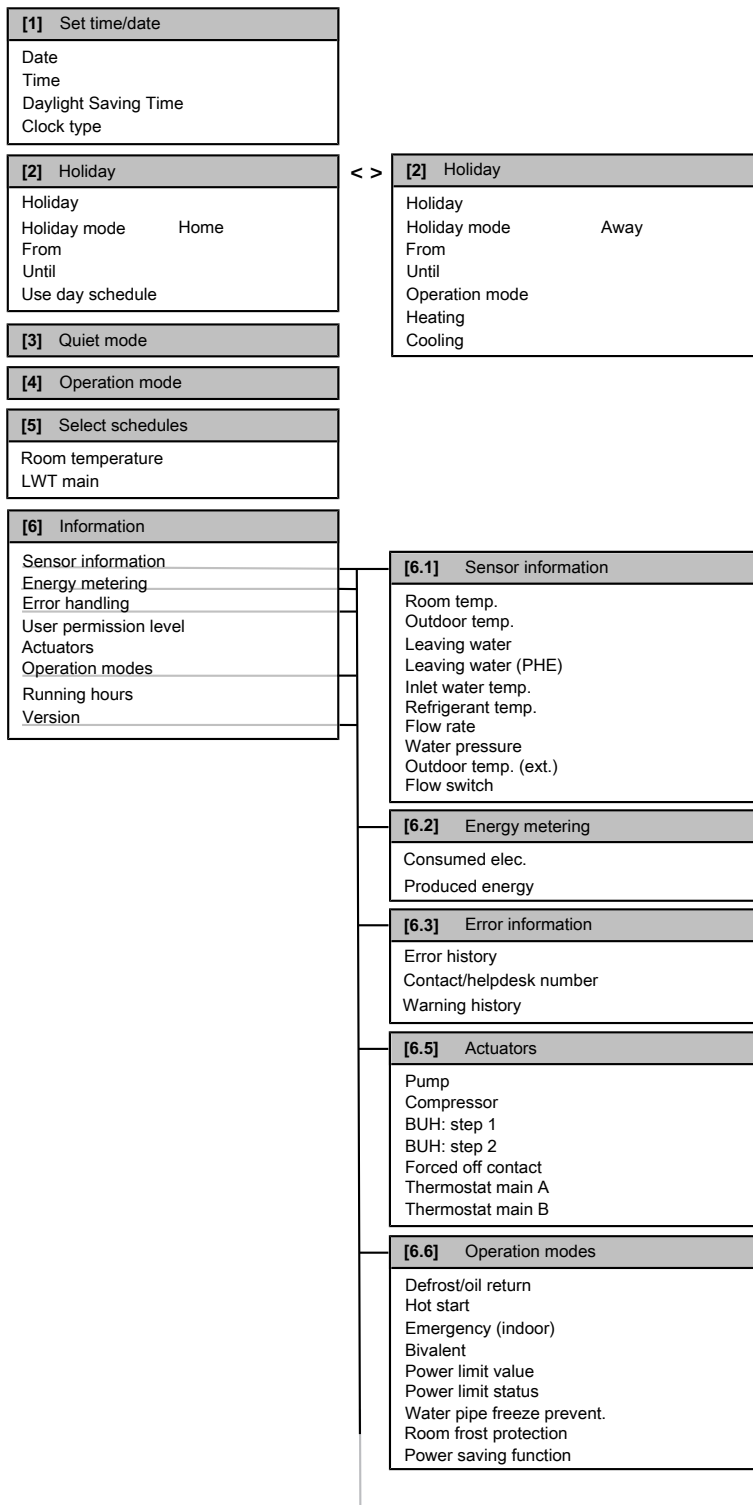 [1] Set time/date
Date
Time
Daylight Saving Time
Clock type
[2] Holiday
Holiday
Holiday mode Home
From
Until
Use day schedule
< >
[2] Holiday
Holiday
Holiday mode Away
From
Until
Operation mode
Heating
Cooling
[3] Quiet mode
[4] Operation mode
[5] Select schedules
Room temperature
LWT main
[6] Information
Sensor information
Energy metering
Error handling
User permission level
Actuators
Operation modes
Running hours
Version
[6.1] Sensor information
Room temp.
Outdoor temp.
Leaving water
Leaving water (PHE)
Inlet water temp.
Refrigerant temp.
Flow rate
Water pressure
Outdoor temp. (ext.)
Flow switch
[6.2] Energy metering
Consumed elec.
Produced energy
[6.3] Error information
Error history
Contact/helpdesk number
Warning history
[6.5] Actuators
Pump
Compressor
BUH: step 1
BUH: step 2
Forced off contact
Thermostat main A
Thermostat main B
[6.6] Operation modes
Defrost/oil return
Hot start
Emergency (indoor)
Bivalent
Power limit value
Power limit status
Water pipe freeze prevent.
Room frost protection
Power saving function